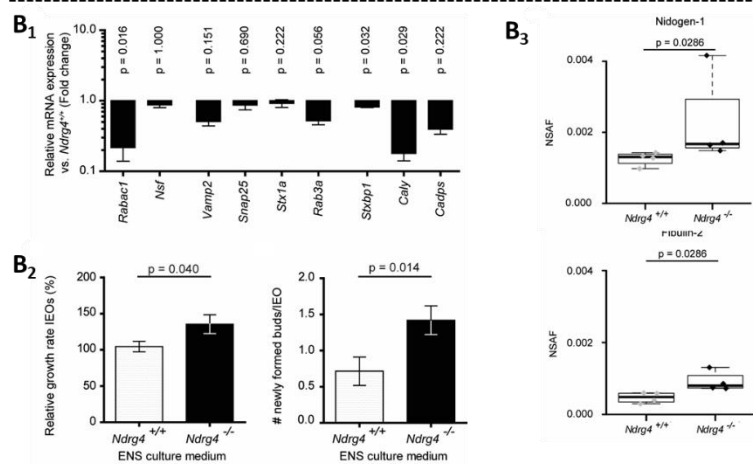 B1
Relative mRNA expression
vs. Ndrg4+/+ (Fold change)
10.0
1.0
0.1
p = 0.016
p = 1.000
p = 0.151
p = 0.690
p = 0.222
p = 0.056
p = 0.032
p = 0.029
p = 0.222
Rabac1
Nsf
Vamp2
Snap25
Stx1a
Rab3a
Stxbp1
Caly
Cadps
B2
Relative growth rate IEOs (%)
200
150
100
50
0
p = 0.040
Ndrg4 +/+
Ndrg4 -/-
ENS culture medium
# newly formed buds/IEO
2.0
1.5
1.0
0.5
0.0
p = 0.014
Ndrg4 +/+
Ndrg4 -/-
ENS culture medium
B3
Nidogen-1
p = 0.0286
NSAF
0.004
0.002
0.000
Ndrg4 +/+
Ndrg4 -/-
Fibulin-2
p = 0.0286
NSAF
0.004
0.002
0.000
Ndrg4 +/+
Ndrg4 -/-